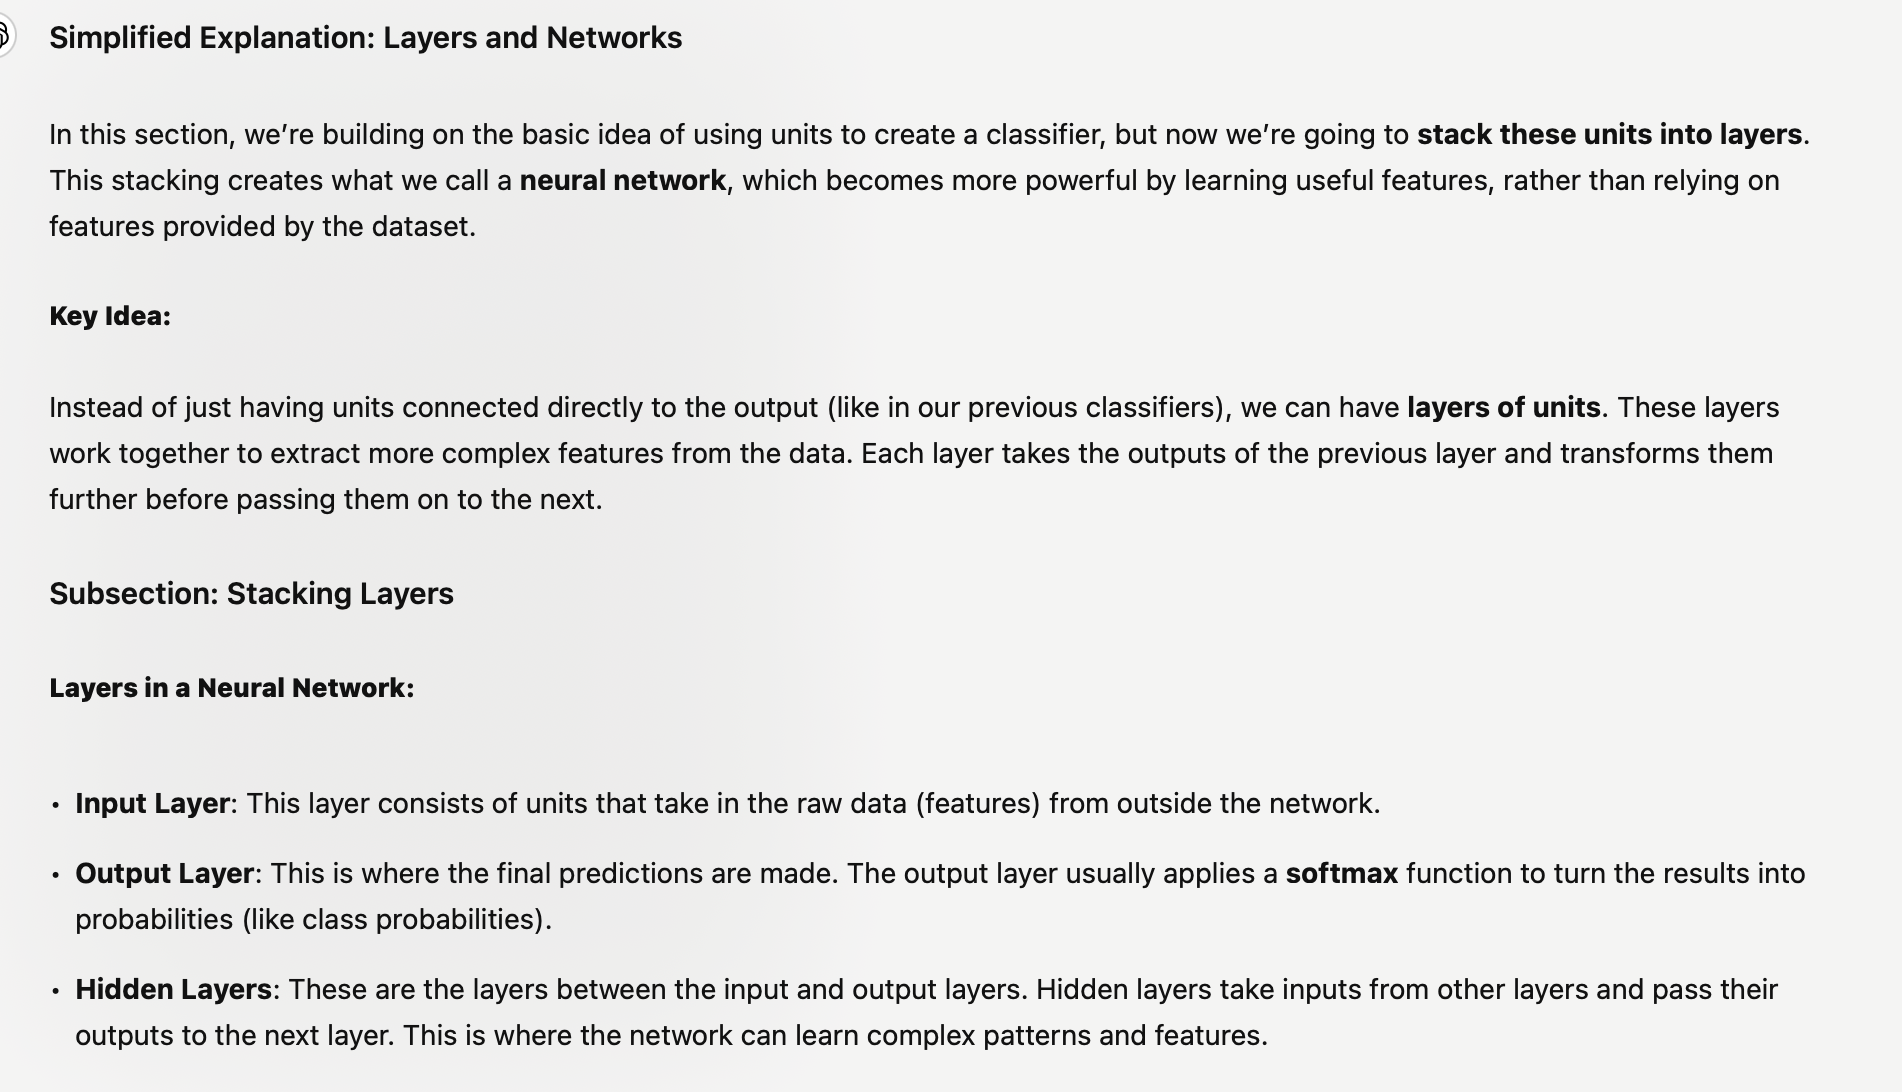 Simplified Explanation: Layers and Networks
In this section, we're building on the basic idea of using units to create a classifier, but now we're going to stack these units into layers.
This stacking creates what we call a neural network, which becomes more powerful by learning useful features, rather than relying on
features provided by the dataset.
Key Idea:
Instead of just having units connected directly to the output (like in our previous classifiers), we can have layers of units. These layers
work together to extract more complex features from the data. Each layer takes the outputs of the previous layer and transforms them
further before passing them on to the next.
Subsection: Stacking Layers
Layers in a Neural Network:
• Input Layer: This layer consists of units that take in the raw data (features) from outside the network.
• Output Layer: This is where the final predictions are made. The output layer usually applies a softmax function to turn the results into
probabilities (like class probabilities).
• Hidden Layers: These are the layers between the input and output layers. Hidden layers take inputs from other layers and pass their
outputs to the next layer. This is where the network can learn complex patterns and features.